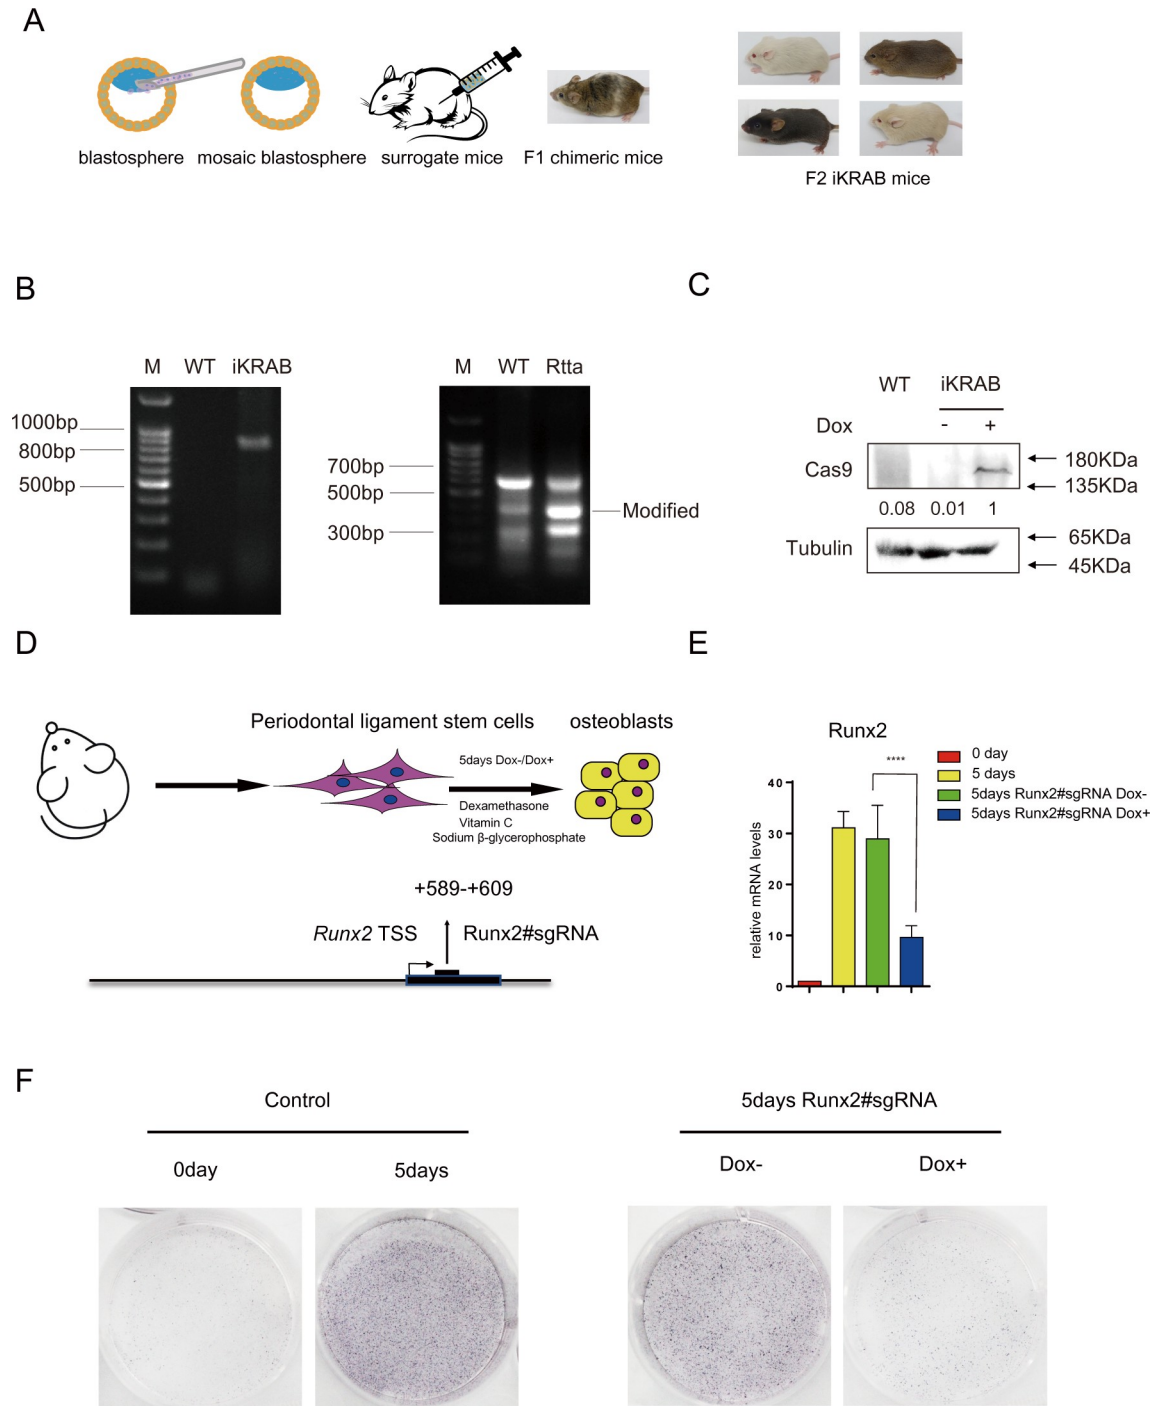 A
blastosphere mosaic blastosphere surrogate mice F1 chimeric mice
F2 iKRAB mice
B
M WT iKRAB
1000bp
800bp
500bp
M WT Rtta
700bp
500bp
300bp
Modified
C
WT iKRAB
Dox - +
Cas9
180KDa
135KDa
0.08 0.01 1
Tubulin
65KDa
45KDa
D
Periodontal ligament stem cells osteoblasts
5days Dox-/Dox+
Dexamethasone
Vitamin C
Sodium β-glycerophosphate
+589-+609
Runx2 TSS Runx2#sgRNA
E
Runx2
0 day
5 days
5days Runx2#sgRNA Dox-
5days Runx2#sgRNA Dox+
****
relative mRNA levels
40
30
20
10
0
F
Control
0day 5days
5days Runx2#sgRNA
Dox- Dox+